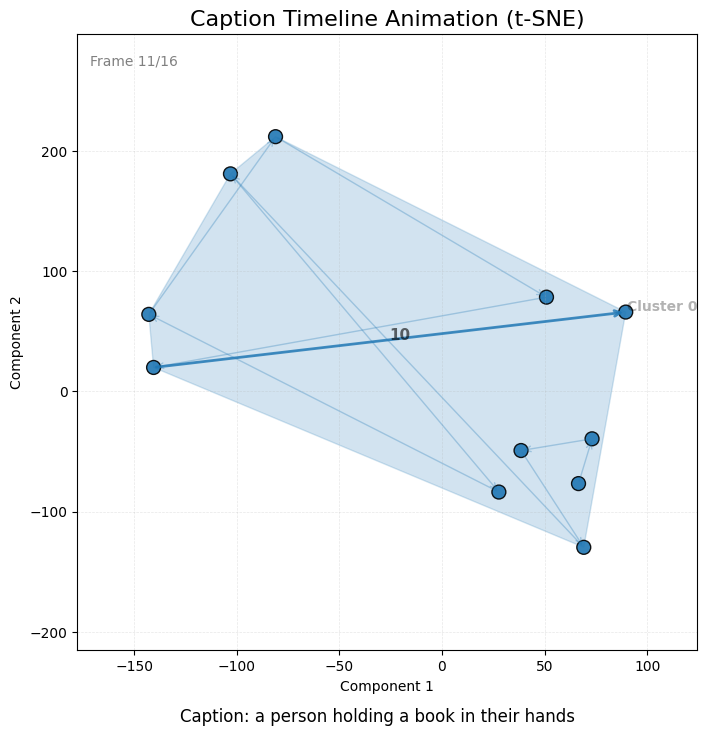 Caption Timeline Animation (t-SNE)
Frame 11/16
200
100
0
−100
−200
Component 2
Cluster 0
10
−150
−100
−50
0
50
100
Component 1
Caption: a person holding a book in their hands